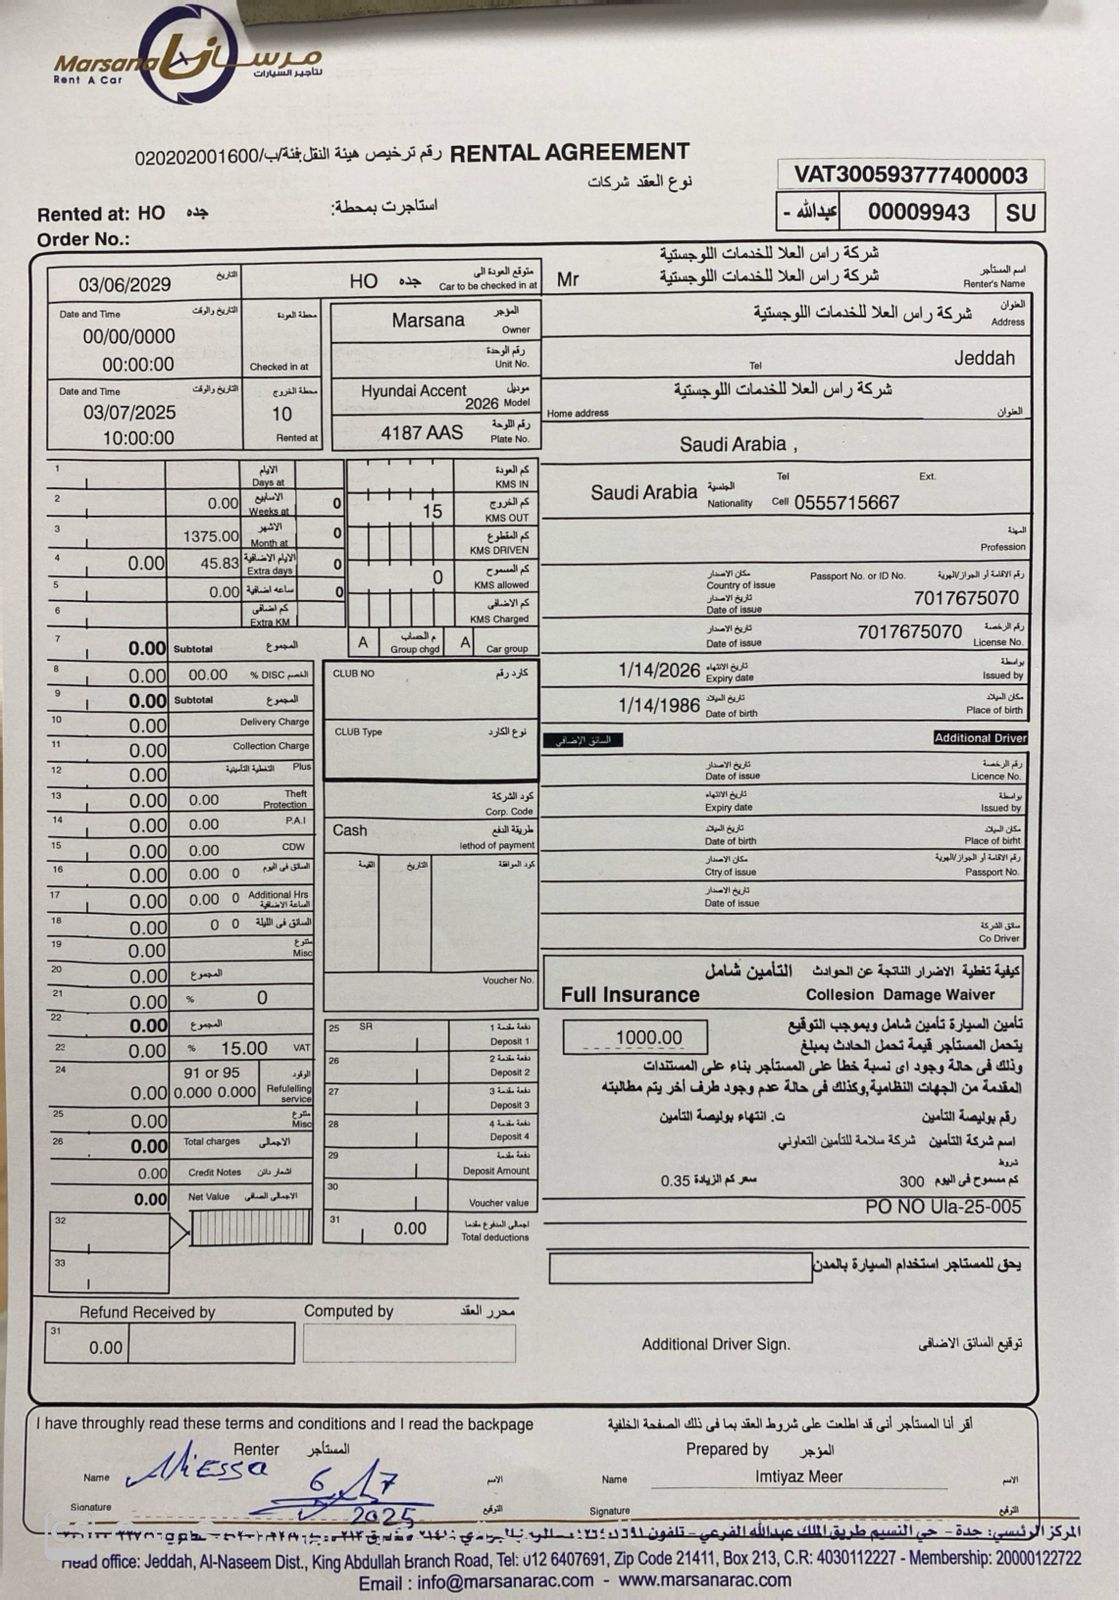 Marsana مرسانا
Rent A Car لتأجير السيارات
RENTAL AGREEMENT رقم ترخيص هيئة النقل:فئة/ب/020202001600
نوع العقد شركات
VAT300593777400003
Rented at: HO جده استاجرت بمحطة:
عبدالله - 00009943 SU
Order No.:
03/06/2029 التاريخ
HO جده متوقع العودة الى
Car to be checked in at
Date and Time التاريخ والوقت محطة العودة
00/00/0000
00:00:00 Checked in at
Date and Time التاريخ والوقت محطة الخروج
03/07/2025 10
10:00:00 Rented at
Marsana المؤجر
Owner
رقم الوحدة
Unit No.
Hyundai Accent موديل
2026 Model
4187 AAS رقم اللوحة
Plate No.
شركة راس العلا للخدمات اللوجستية
Mr شركة راس العلا للخدمات اللوجستية اسم المستأجر
Renter's Name
شركة راس العلا للخدمات اللوجستية العنوان
Address
Tel Jeddah
شركة راس العلا للخدمات اللوجستية
Home address العنوان
Saudi Arabia ,
Tel Ext.
Saudi Arabia الجنسية
Nationality Cell 0555715667
المهنة
Profession
مكان الاصدار Passport No. or ID No. رقم الاقامة أو الجواز/الهوية
Country of issue
تاريخ الاصدار 7017675070
Date of issue
تاريخ الاصدار 7017675070 رقم الرخصة
Date of issue License No.
1/14/2026 تاريخ الانتهاء بواسطة
Expiry date Issued by
1/14/1986 تاريخ الميلاد مكان الميلاد
Date of birth Place of birth
السائق الإضافي Additional Driver
تاريخ الاصدار رقم الرخصة
Date of issue Licence No.
تاريخ الانتهاء بواسطة
Expiry date Issued by
تاريخ الميلاد مكان الميلاد
Date of birth Place of birht
مكان الاصدار رقم الاقامة أو الجواز/الهوية
Ctry.of issue Passport No.
تاريخ الاصدار
Date of issue
سائق الشركة
Co Driver
1 الايام
Days at
2 0.00 الاسابيع 0
Weeks at
3 1375.00 الاشهر 0
Month at
4 0.00 45.83 الايام الاضافية 0
Extra days
5 0.00 ساعه اضافية 0
6 كم اضافى
Extra KM
7 0.00 Subtotal المجموع
8 0.00 00.00 % DISC الخصم
9 0.00 Subtotal المجموع
10 0.00 Delivery Charge
11 0.00 Collection Charge
12 0.00 التغطية التأمينية Plus
13 0.00 0.00 Theft
Protection
14 0.00 0.00 P.A.I
15 0.00 0.00 CDW
16 0.00 0.00 0 السائق فى اليوم
17 0.00 0.00 0 Additional Hrs
الساعة الاضافية
18 0.00 0 0 السائق فى الليلة
19 0.00 متنوع
Misc
20 0.00 المجموع
21 0.00 % 0
22 0.00 المجموع
23 0.00 % 15.00 VAT
24 91 or 95 الوقود
0.00 0.000 0.000 Refulelling
service
25 0.00 متنوع
Misc
26 0.00 Total charges الاجمالى
0.00 Credit Notes اشعار دائن
0.00 Net Value الاجمالى الصافى
32
33
كم العودة
KMS IN
15 كم الخروج
KMS OUT
كم المقطوع
KMS DRIVEN
0 كم المسموح
KMS allowed
كم الاضافى
KMS Charged
A م الحساب A
Group chgd Car group
CLUB NO كارد رقم
CLUB Type نوع الكارد
كود الشركة
Corp. Code
Cash طريقة الدفع
lethod of payment
القيمة التاريخ كود الموافقة
Voucher No.
25 SR دفعة مقدمة 1
Deposit 1
26 دفعة مقدمة 2
Deposit 2
27 دفعة مقدمة 3
Deposit 3
28 دفعة مقدمة 4
Deposit 4
29 دفعة مقدمة
Deposit Amount
30
Voucher value
31 0.00 اجمالى المدفوع مقدما
Total deductions
كيفية تغطية الاضرار الناتجة عن الحوادث التأمين شامل
Full Insurance Collesion Damage Waiver
تأمين السيارة تأمين شامل وبموجب التوقيع
1000.00 يتحمل المستأجر قيمة تحمل الحادث بمبلغ
وذلك فى حالة وجود اى نسبة خطأ على المستأجر بناء على المستندات
المقدمة من الجهات النظامية,وكذلك فى حالة عدم وجود طرف أخر يتم مطالبته
رقم بوليصة التأمين ت. انتهاء بوليصة التأمين
اسم شركة التأمين شركة سلامة للتأمين التعاوني
شروط
كم مسموح فى اليوم 300 سعر كم الزيادة 0.35
PO NO Ula-25-005
يحق للمستاجر استخدام السيارة بالمدن
Refund Received by Computed by محرر العقد
31
0.00
Additional Driver Sign. توقيع السائق الاضافى
I have throughly read these terms and conditions and I read the backpage أقر أنا المستأجر أنى قد اطلعت على شروط العقد بما فى ذلك الصفحة الخلفية
Renter المستأجر Prepared by المؤجر
Name الاسم Name Imtiyaz Meer الاسم
6 7
2025
Signature التوقيع Signature التوقيع
المركز الرئيسي: جدة - حي النسيم طريق الملك عبدالله الفرعي - تلفون
Head office: Jeddah, Al-Naseem Dist., King Abdullah Branch Road, Tel: 012 6407691, Zip Code 21411, Box 213, C.R: 4030112227 - Membership: 20000122722
Email : info@marsanarac.com - www.marsanarac.com